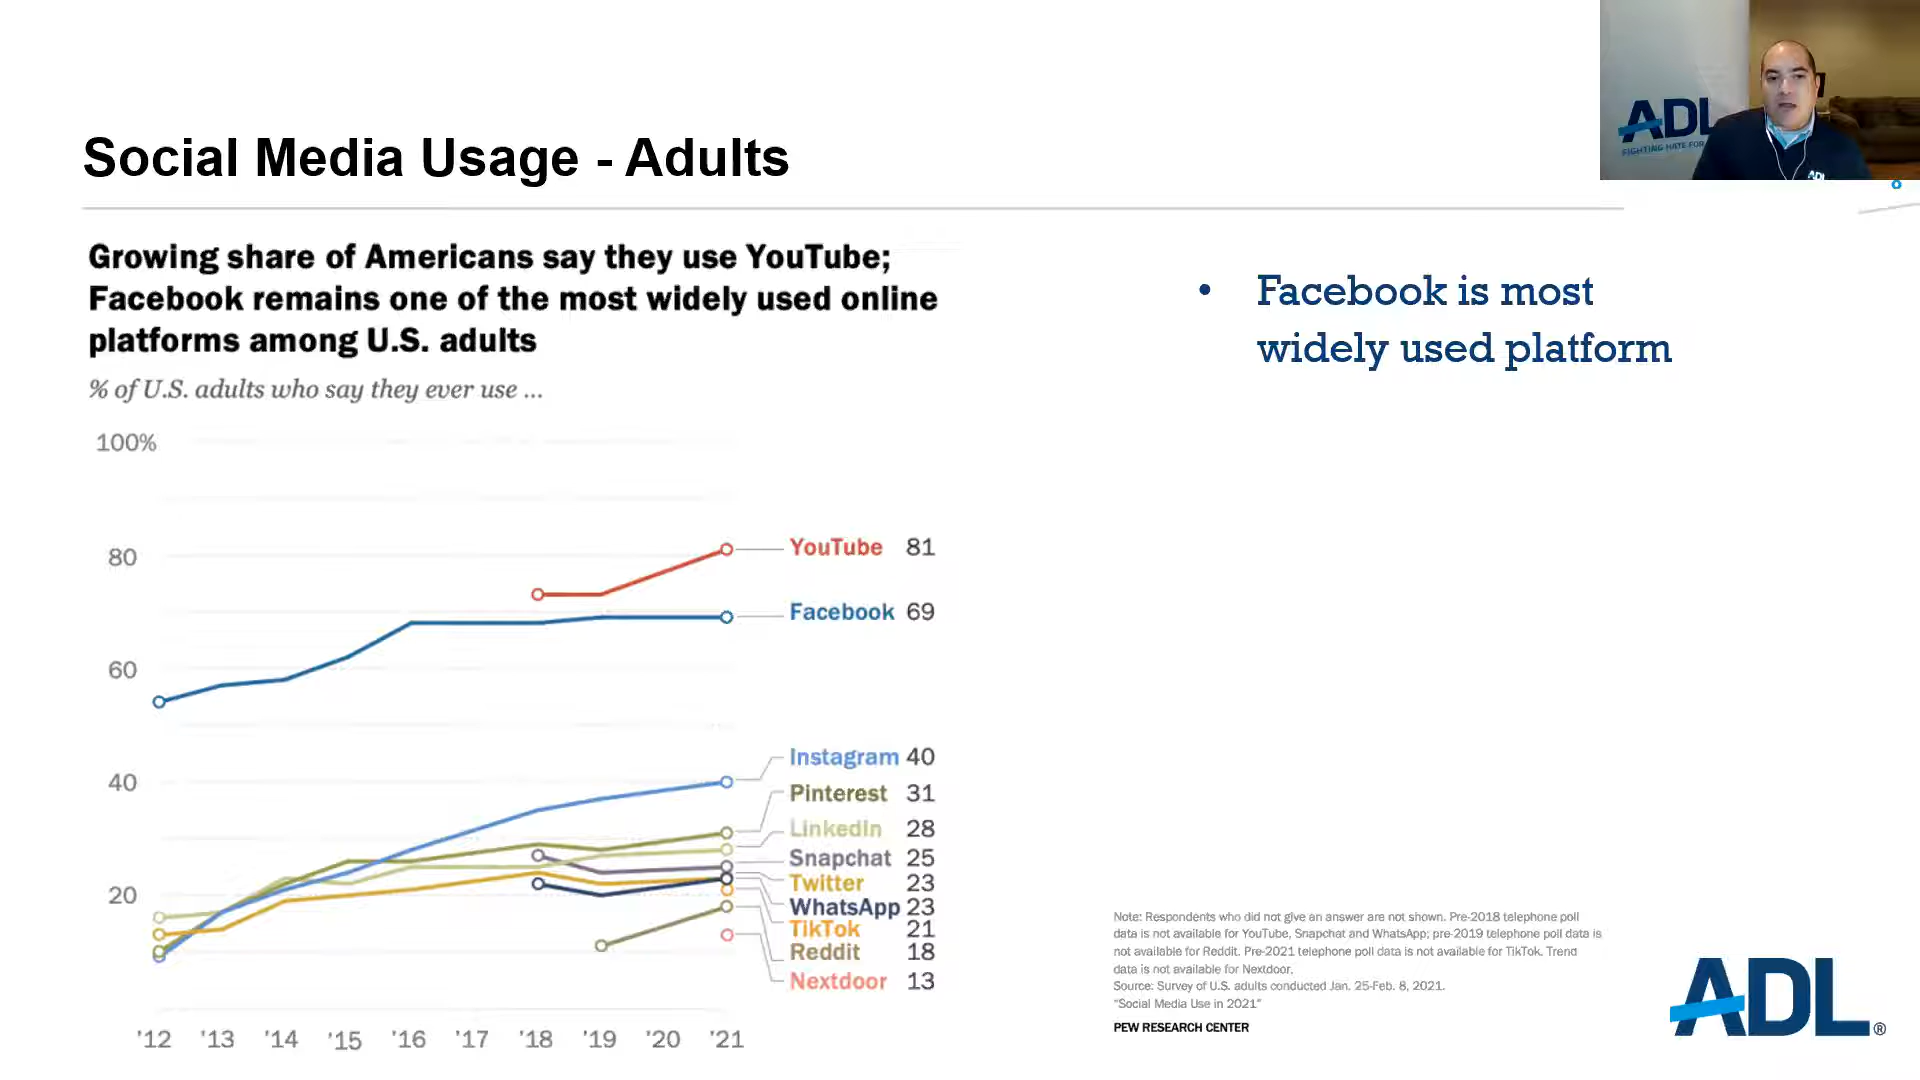 Social Media Usage - Adults
Growing share of Americans say they use YouTube;
Facebook remains one of the most widely used online
platforms among U.S. adults
% of U.S. adults who say they ever use ...
100%
80
60
40
20
'12 '13 '14 '15 '16 '17 '18 '19 '20 '21
YouTube 81
Facebook 69
Instagram 40
Pinterest 31
LinkedIn 28
Snapchat 25
Twitter 23
WhatsApp 23
TikTok 21
Reddit 18
Nextdoor 13
• Facebook is most
widely used platform
Note: Respondents who did not give an answer are not shown. Pre-2018 telephone poll
data is not available for YouTube, Snapchat and WhatsApp; pre-2019 telephone poll data is
not available for Reddit. Pre-2021 telephone poll data is not available for TikTok. Trend
data is not available for Nextdoor.
Source: Survey of U.S. adults conducted Jan. 25-Feb. 8, 2021.
"Social Media Use in 2021"
PEW RESEARCH CENTER
ADL®
ADL
FIGHTING HATE FOR
ADL